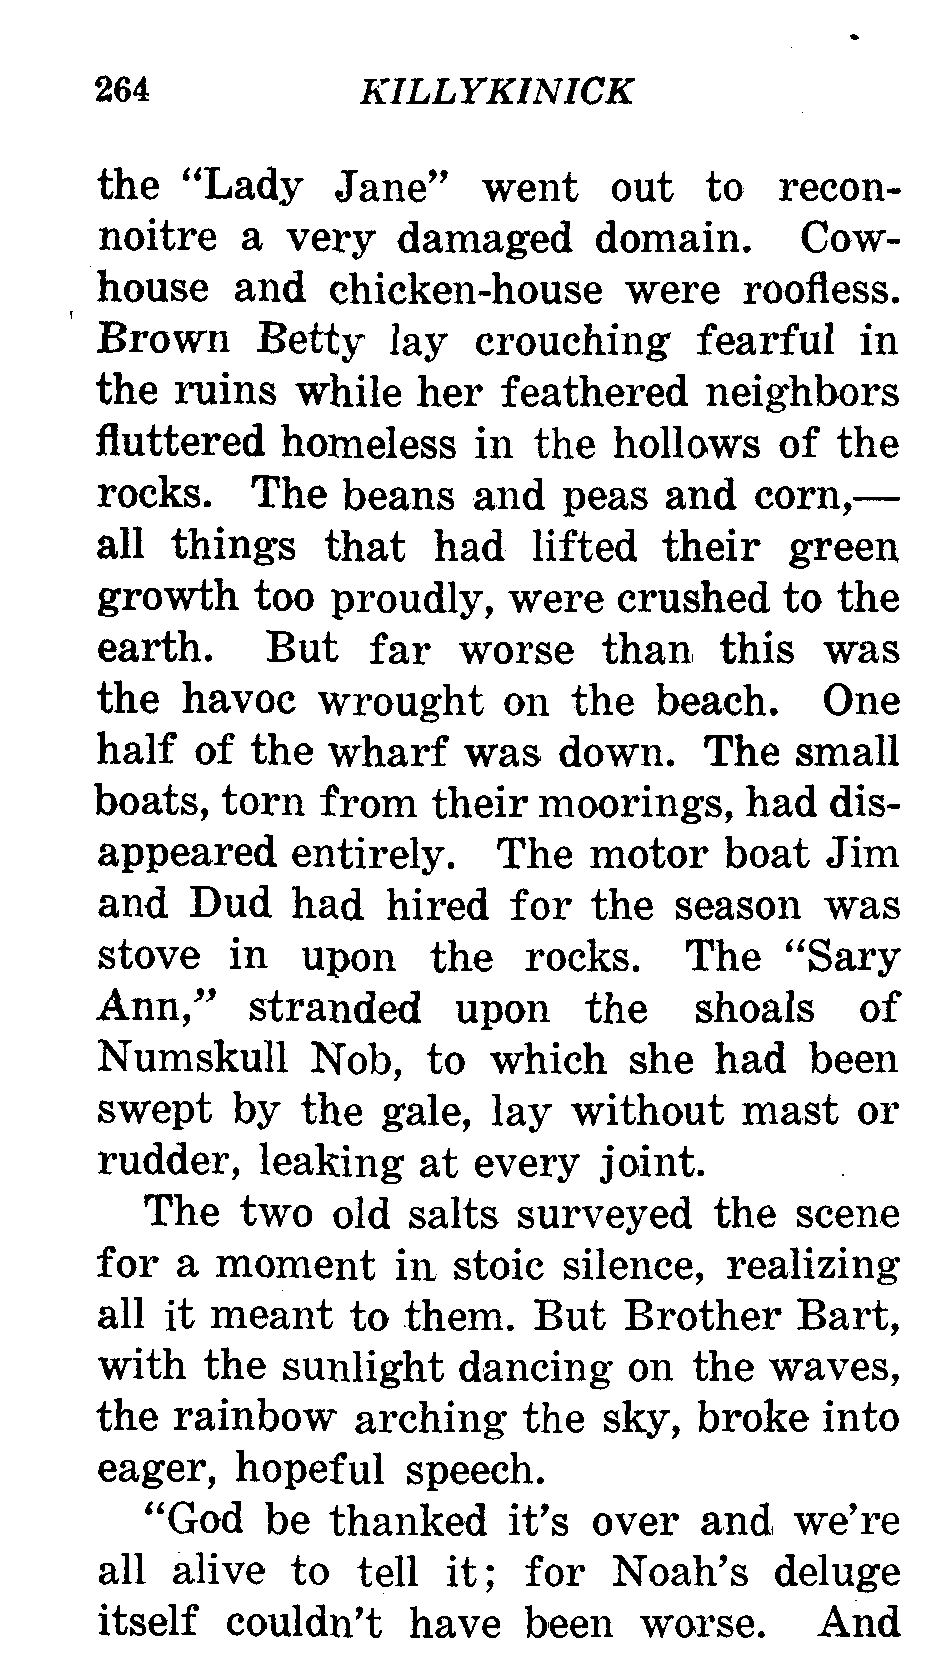 264 KILLYKINICK
the "Lady Jane" went out to recon-
noitre a very damaged domain. Cow-
house and chicken-house were roofless.
Brown Betty lay crouching fearful in
the ruins while her feathered neighbors
fluttered homeless in the hollows of the
rocks. The beans and peas and corn,—
all things that had lifted their green
growth too proudly, were crushed to the
earth. But far worse than this was
the havoc wrought on the beach. One
half of the wharf was down. The small
boats, torn from their moorings, had dis-
appeared entirely. The motor boat Jim
and Dud had hired for the season was
stove in upon the rocks. The "Sary
Ann," stranded upon the shoals of
Numskull Nob, to which she had been
swept by the gale, lay without mast or
rudder, leaking at every joint.
The two old salts surveyed the scene
for a moment in stoic silence, realizing
all it meant to them. But Brother Bart,
with the sunlight dancing on the waves,
the rainbow arching the sky, broke into
eager, hopeful speech.
"God be thanked it's over and we're
all alive to tell it; for Noah's deluge
itself couldn't have been worse. And